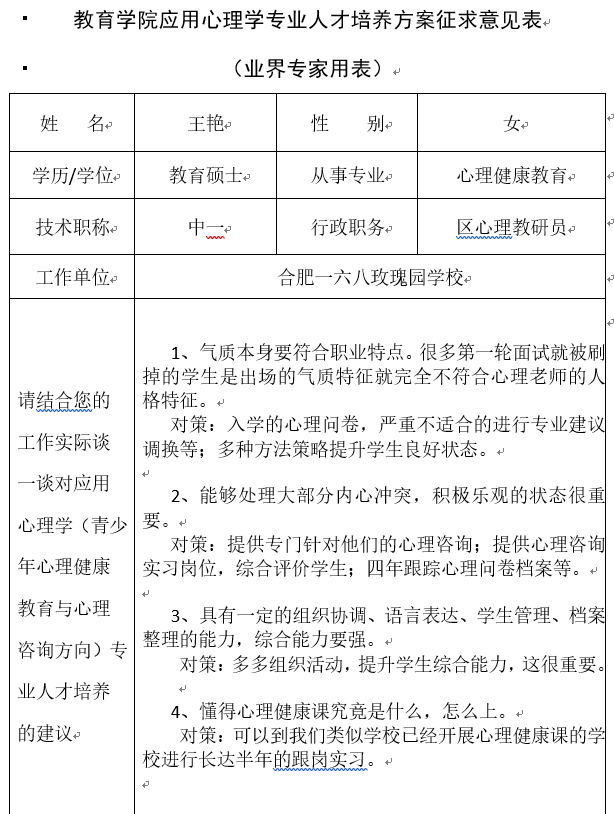 教育学院应用心理学专业人才培养方案征求意见表
（业界专家用表）
姓 名 王艳 性 别 女
学历/学位 教育硕士 从事专业 心理健康教育
技术职称 中一 行政职务 区心理教研员
工作单位 合肥一六八玫瑰园学校
请结合您的
工作实际谈
一谈对应用
心理学（青少
年心理健康
教育与心理
咨询方向）专
业人才培养
的建议
1、气质本身要符合职业特点。很多第一轮面试就被刷
掉的学生是出场的气质特征就完全不符合心理老师的人
格特征。
对策：入学的心理问卷，严重不适合的进行专业建议
调换等；多种方法策略提升学生良好状态。
2、能够处理大部分内心冲突，积极乐观的状态很重
要。
对策：提供专门针对他们的心理咨询；提供心理咨询
实习岗位，综合评价学生；四年跟踪心理问卷档案等。
3、具有一定的组织协调、语言表达、学生管理、档案
整理的能力，综合能力要强。
对策：多多组织活动，提升学生综合能力，这很重要。
4、懂得心理健康课究竟是什么，怎么上。
对策：可以到我们类似学校已经开展心理健康课的学
校进行长达半年的跟岗实习。